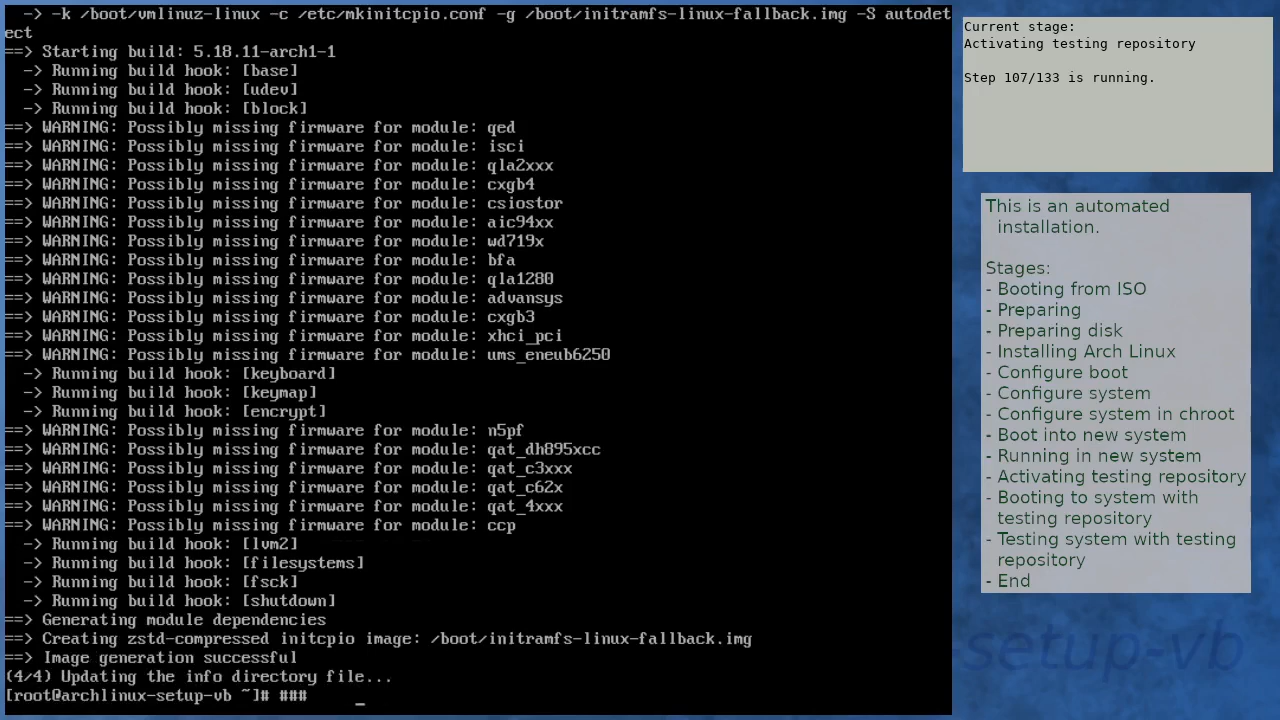 -> -k /boot/vmlinuz-linux -c /etc/mkinitcpio.conf -g /boot/initramfs-linux-fallback.img -S autodet
ect
==> Starting build: 5.18.11-arch1-1
-> Running build hook: [base]
-> Running build hook: [udev]
-> Running build hook: [block]
==> WARNING: Possibly missing firmware for module: qed
==> WARNING: Possibly missing firmware for module: isci
==> WARNING: Possibly missing firmware for module: qla2xxx
==> WARNING: Possibly missing firmware for module: cxgb4
==> WARNING: Possibly missing firmware for module: csiostor
==> WARNING: Possibly missing firmware for module: aic94xx
==> WARNING: Possibly missing firmware for module: wd719x
==> WARNING: Possibly missing firmware for module: bfa
==> WARNING: Possibly missing firmware for module: qla1280
==> WARNING: Possibly missing firmware for module: advansys
==> WARNING: Possibly missing firmware for module: cxgb3
==> WARNING: Possibly missing firmware for module: xhci_pci
==> WARNING: Possibly missing firmware for module: ums_eneub6250
-> Running build hook: [keyboard]
-> Running build hook: [keymap]
-> Running build hook: [encrypt]
==> WARNING: Possibly missing firmware for module: n5pf
==> WARNING: Possibly missing firmware for module: qat_dh895xcc
==> WARNING: Possibly missing firmware for module: qat_c3xxx
==> WARNING: Possibly missing firmware for module: qat_c62x
==> WARNING: Possibly missing firmware for module: qat_4xxx
==> WARNING: Possibly missing firmware for module: ccp
-> Running build hook: [lvm2]
-> Running build hook: [filesystems]
-> Running build hook: [fsck]
-> Running build hook: [shutdown]
==> Generating module dependencies
==> Creating zstd-compressed initcpio image: /boot/initramfs-linux-fallback.img
==> Image generation successful
(4/4) Updating the info directory file...
[root@archlinux-setup-vb ~]# ### _
Current stage:
Activating testing repository
Step 107/133 is running.
This is an automated
installation.
Stages:
- Booting from ISO
- Preparing
- Preparing disk
- Installing Arch Linux
- Configure boot
- Configure system
- Configure system in chroot
- Boot into new system
- Running in new system
- Activating testing repository
- Booting to system with
testing repository
- Testing system with testing
repository
- End
-setup-vb